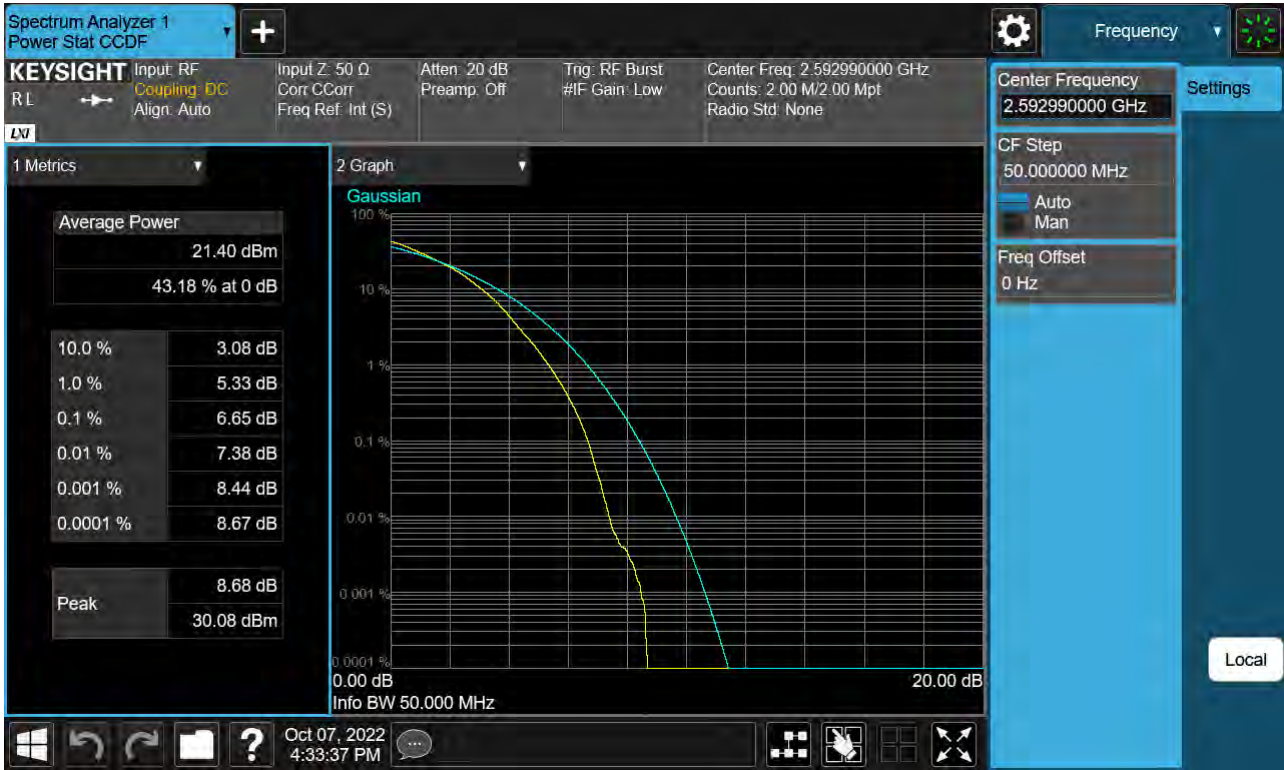 Spectrum Analyzer 1
Power Stat CCDF
Frequency
KEYSIGHT
RL
LXI
Input: RF
Coupling: DC
Align: Auto
Input Z: 50 Ω
Corr CCorr
Freq Ref: Int (S)
Atten: 20 dB
Preamp: Off
Trig: RF Burst
#IF Gain: Low
Center Freq: 2.592990000 GHz
Counts: 2.00 M/2.00 Mpt
Radio Std: None
Center Frequency
2.592990000 GHz
Settings
CF Step
50.000000 MHz
Auto
Man
Freq Offset
0 Hz
Local
1 Metrics
Average Power
21.40 dBm
43.18 % at 0 dB
10.0 % 3.08 dB
1.0 % 5.33 dB
0.1 % 6.65 dB
0.01 % 7.38 dB
0.001 % 8.44 dB
0.0001 % 8.67 dB
Peak
8.68 dB
30.08 dBm
2 Graph
Gaussian
100 %
10 %
1 %
0.1 %
0.01 %
0.001 %
0.0001 %
0.00 dB 20.00 dB
Info BW 50.000 MHz
?
Oct 07, 2022
4:33:37 PM